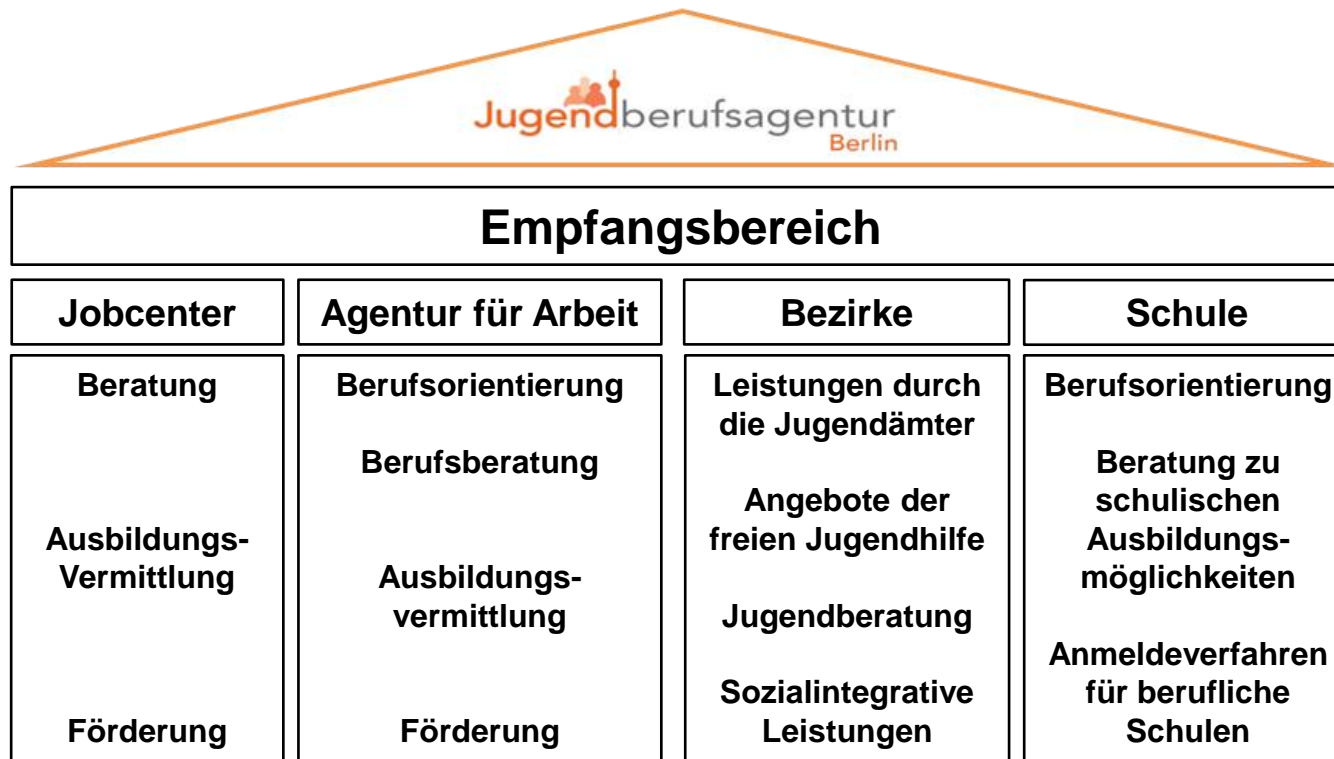 Jugendberufsagentur
Berlin
Empfangsbereich
Jobcenter
Agentur für Arbeit
Bezirke
Schule
Beratung
Ausbildungs-
Vermittlung
Förderung
Berufsorientierung
Berufsberatung
Ausbildungs-
vermittlung
Förderung
Leistungen durch
die Jugendämter
Angebote der
freien Jugendhilfe
Jugendberatung
Sozialintegrative
Leistungen
Berufsorientierung
Beratung zu
schulischen
Ausbildungs-
möglichkeiten
Anmeldeverfahren
für berufliche
Schulen